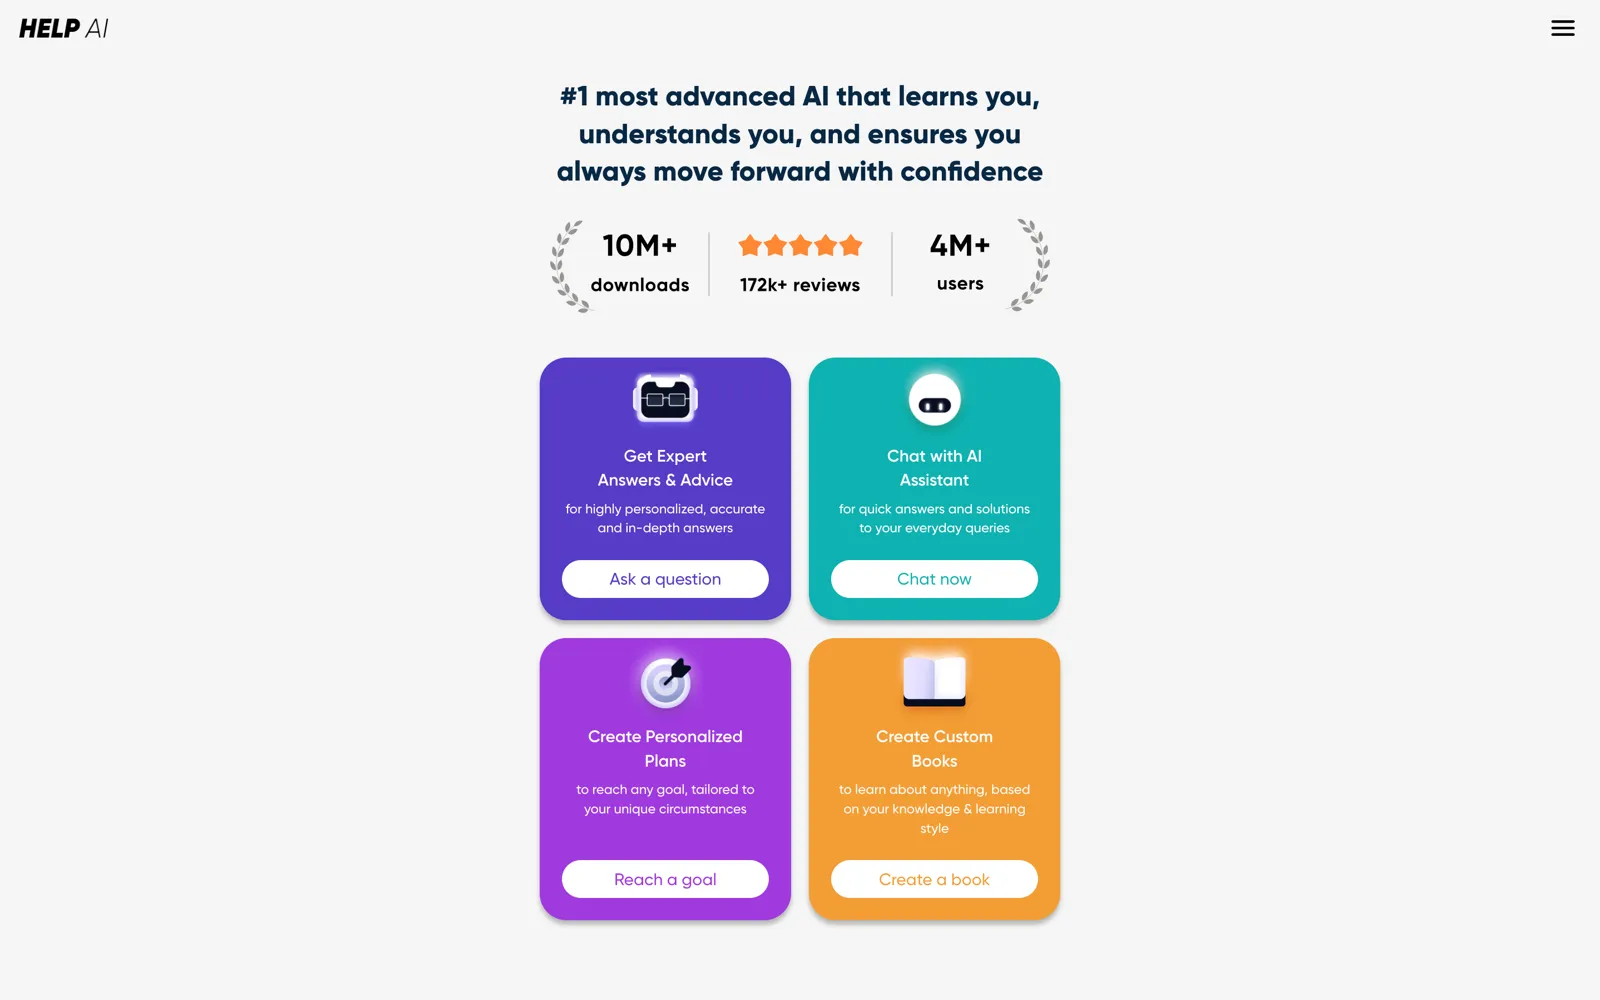 HELP AI
#1 most advanced AI that learns you,
understands you, and ensures you
always move forward with confidence
10M+
downloads
172k+ reviews
4M+
users
Get Expert
Answers & Advice
for highly personalized, accurate
and in-depth answers
Ask a question
Chat with AI
Assistant
for quick answers and solutions
to your everyday queries
Chat now
Create Personalized
Plans
to reach any goal, tailored to
your unique circumstances
Reach a goal
Create Custom
Books
to learn about anything, based
on your knowledge & learning
style
Create a book